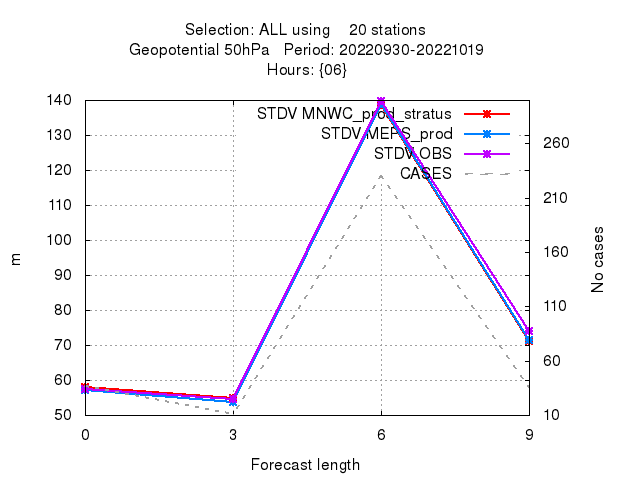 Selection: ALL using    20 stations
Geopotential 50hPa   Period: 20220930-20221019
Hours: {06}
STDV MNWC_prod_stratus
STDV MEPS_prod
STDV OBS
CASES
140
130
120
110
100
90
80
70
60
50
m
260
210
160
110
60
10
No cases
0 3 6 9
Forecast length